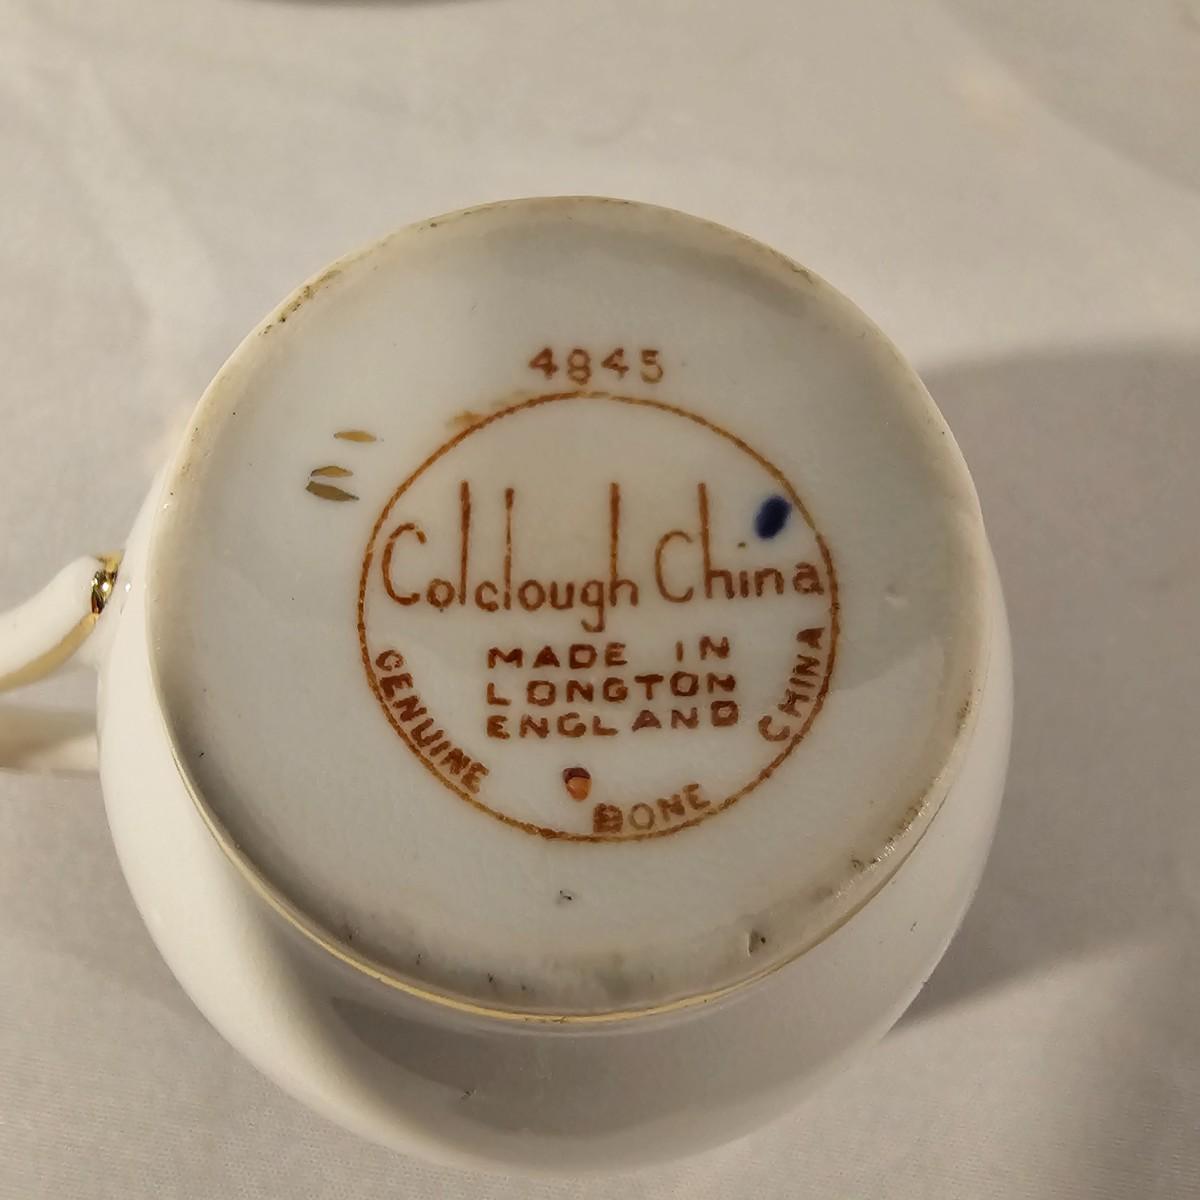 4845
Colclough China
MADE IN
LONGTON
ENGLAND
GENUINE BONE CHINA